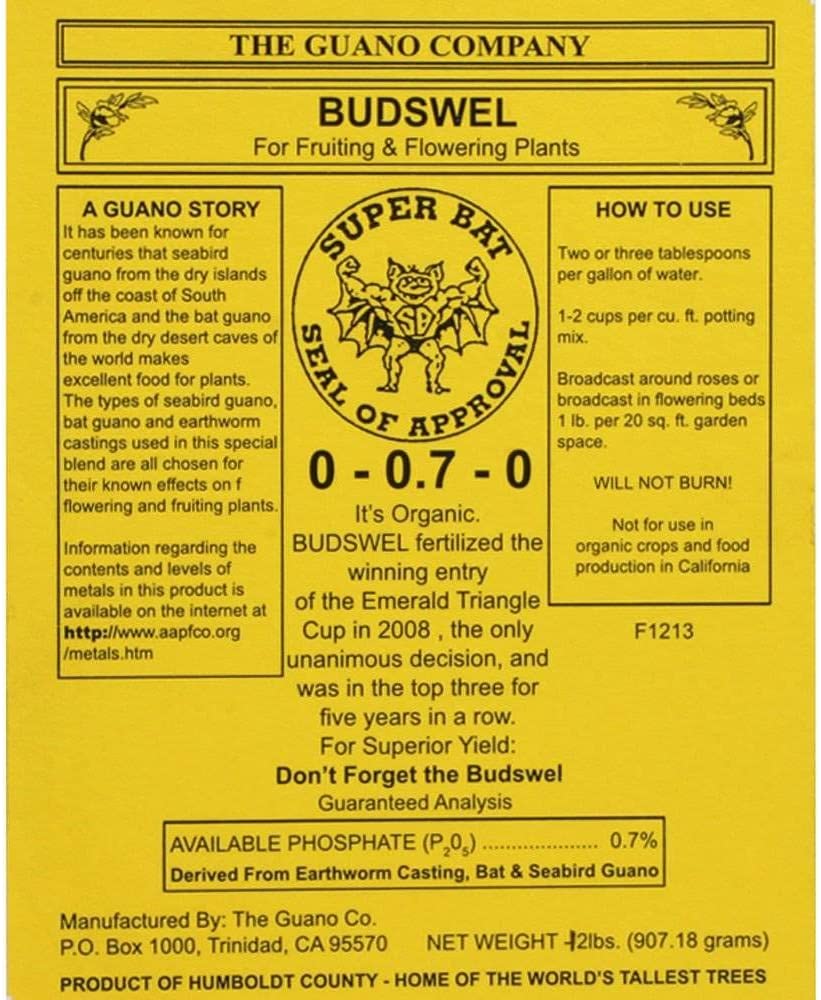 THE GUANO COMPANY
BUDSWEL
For Fruiting & Flowering Plants
A GUANO STORY
It has been known for
centuries that seabird
guano from the dry islands
off the coast of South
America and the bat guano
from the dry desert caves of
the world makes
excellent food for plants.
The types of seabird guano,
bat guano and earthworm
castings used in this special
blend are all chosen for
their known effects on f
flowering and fruiting plants.
Information regarding the
contents and levels of
metals in this product is
available on the internet at
http://www.aapfco.org
/metals.htm
SUPER BAT
SB
SEAL OF APPROVAL
0 - 0.7 - 0
It's Organic.
BUDSWEL fertilized the
winning entry
of the Emerald Triangle
Cup in 2008 , the only
unanimous decision, and
was in the top three for
five years in a row.
For Superior Yield:
Don't Forget the Budswel
Guaranteed Analysis
HOW TO USE
Two or three tablespoons
per gallon of water.
1-2 cups per cu. ft. potting
mix.
Broadcast around roses or
broadcast in flowering beds
1 lb. per 20 sq. ft. garden
space.
WILL NOT BURN!
Not for use in
organic crops and food
production in California
F1213
AVAILABLE PHOSPHATE (P₂0₅) ..................... 0.7%
Derived From Earthworm Casting, Bat & Seabird Guano
Manufactured By: The Guano Co.
P.O. Box 1000, Trinidad, CA 95570 NET WEIGHT 2lbs. (907.18 grams)
PRODUCT OF HUMBOLDT COUNTY - HOME OF THE WORLD'S TALLEST TREES